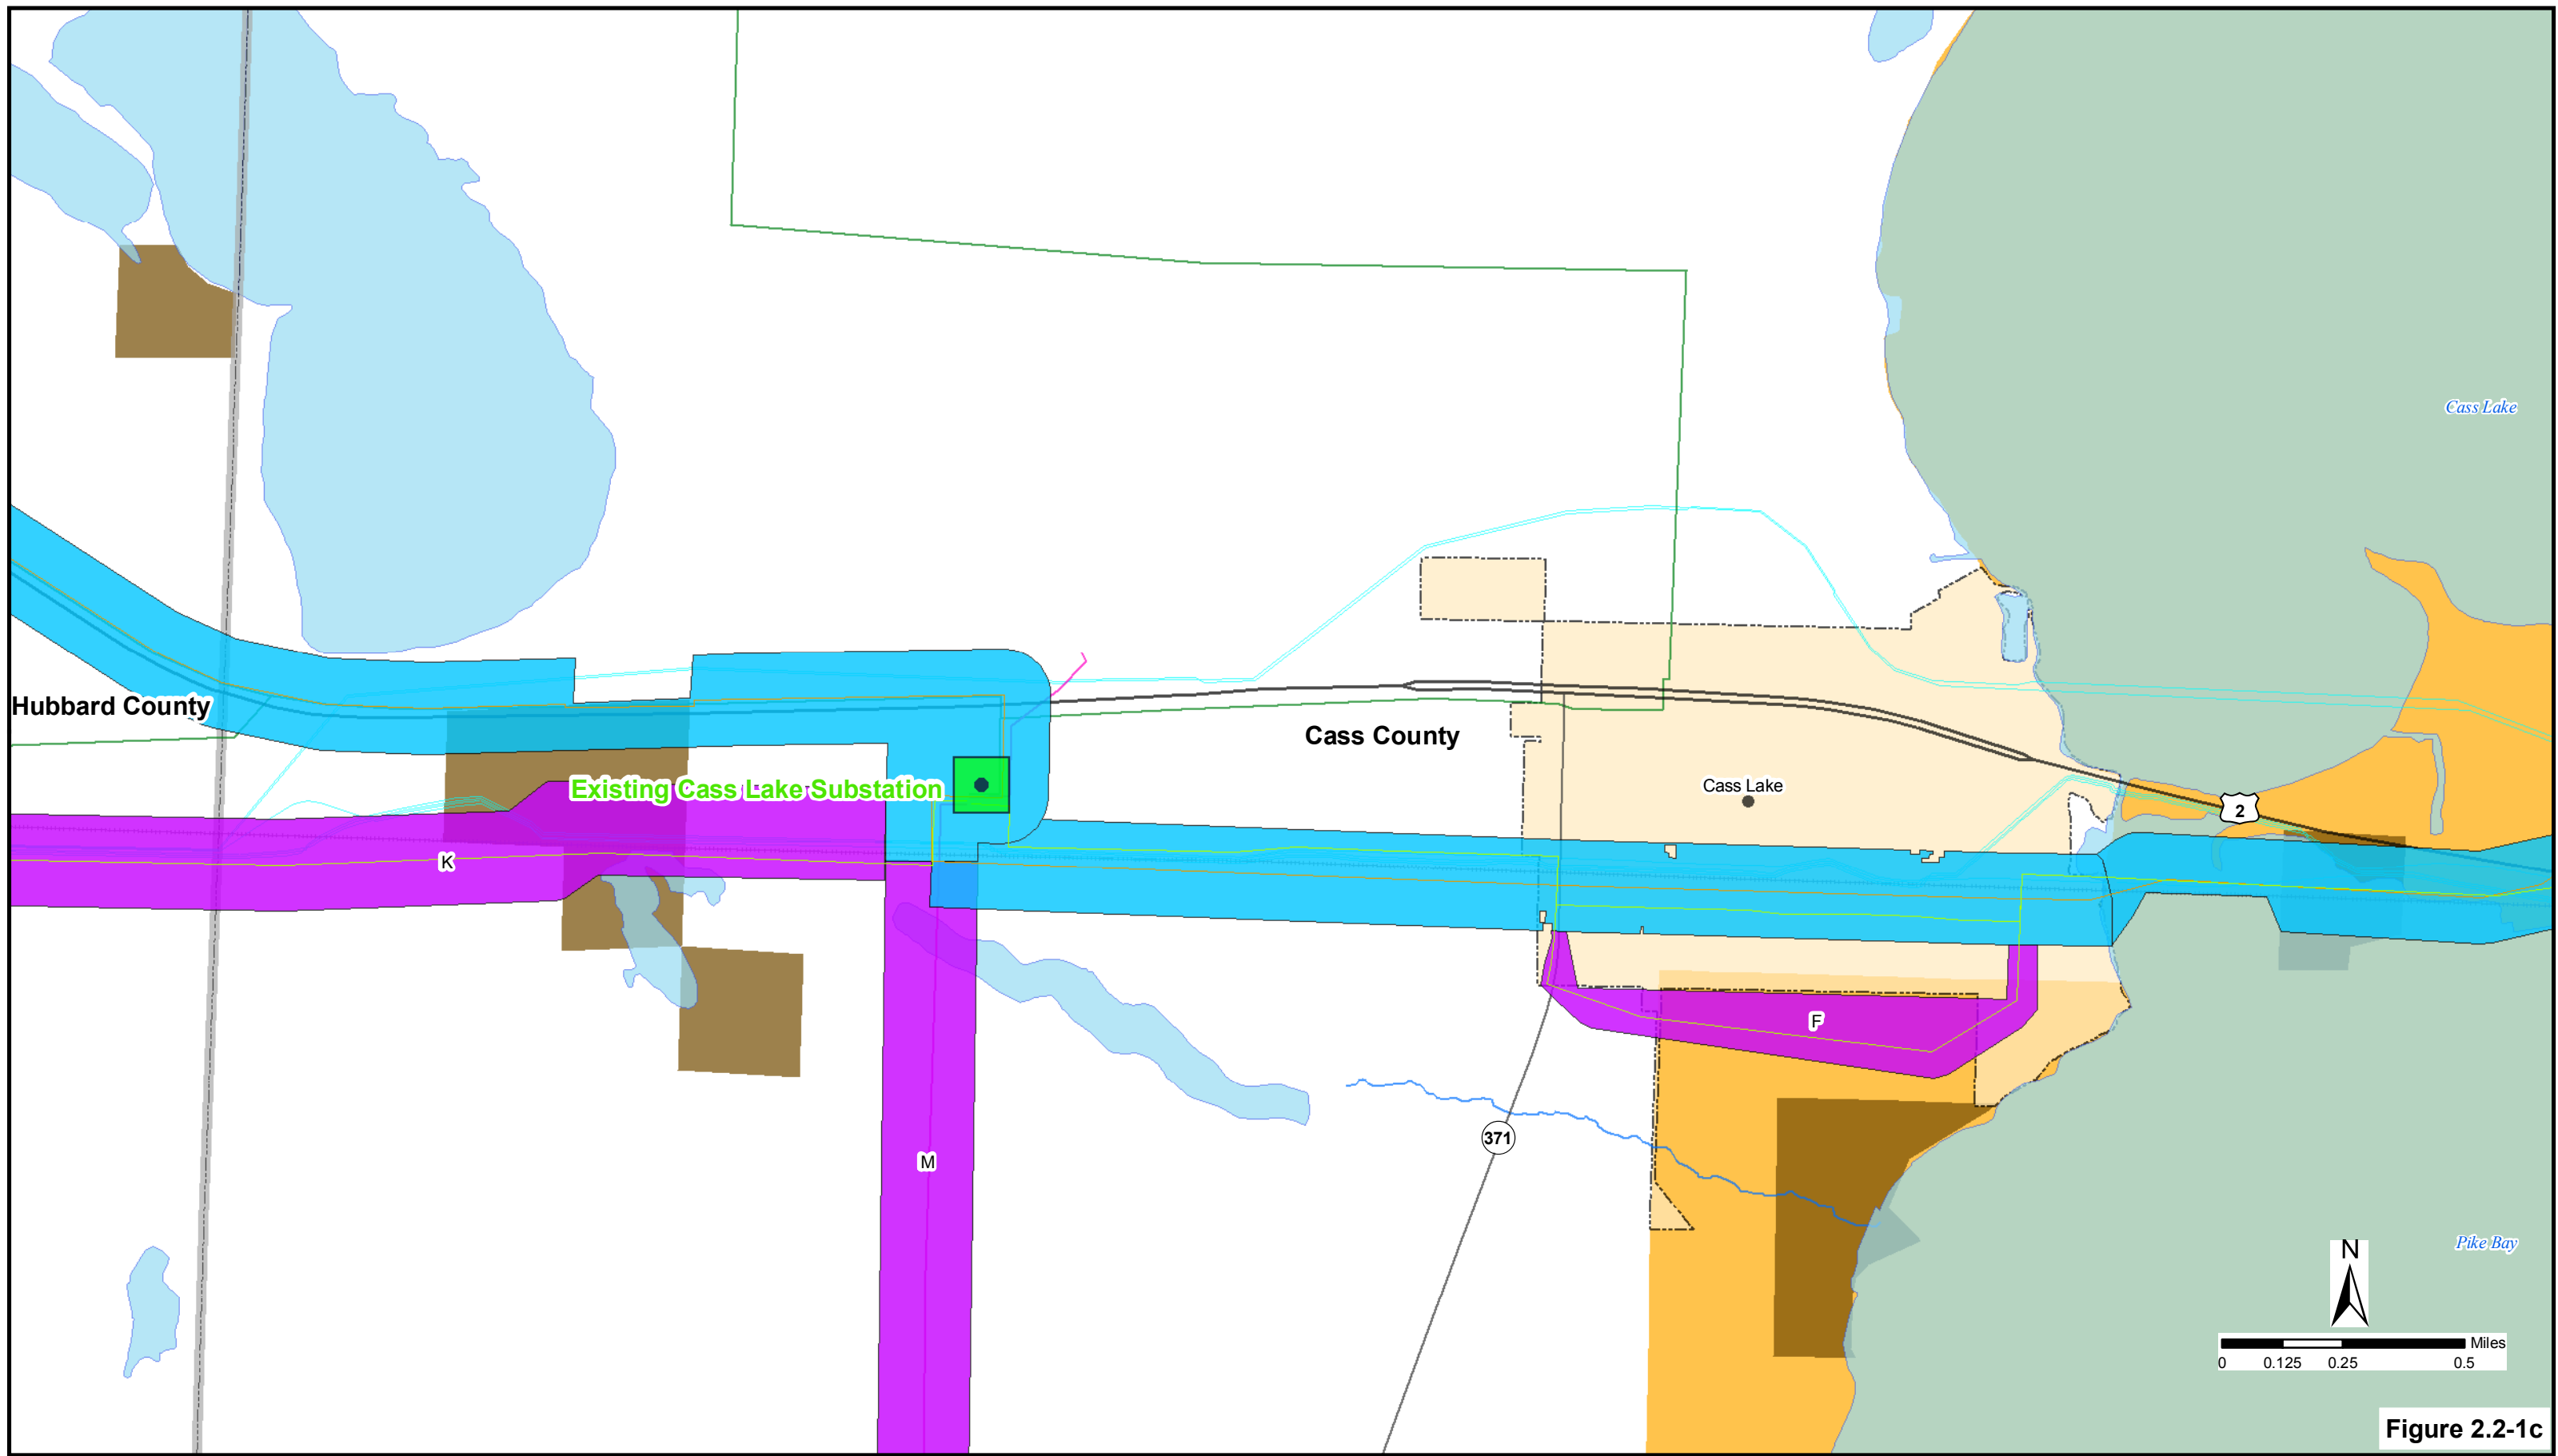 Cass Lake
Hubbard County
Cass County
Existing Cass Lake Substation
Cass Lake
2
K
F
371
M
Pike Bay
N
Miles
0 0.125 0.25 0.5
Figure 2.2-1c